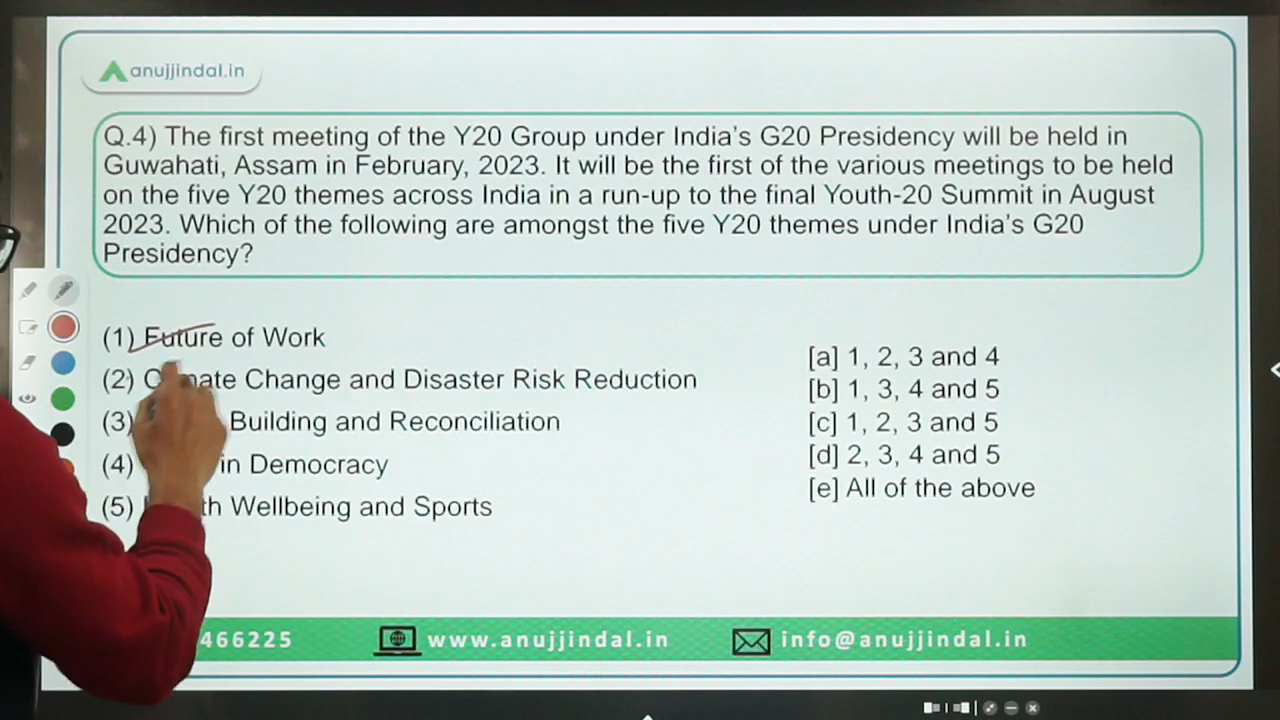 anujjindal.in
Q.4) The first meeting of the Y20 Group under India's G20 Presidency will be held in
Guwahati, Assam in February, 2023. It will be the first of the various meetings to be held
on the five Y20 themes across India in a run-up to the final Youth-20 Summit in August
2023. Which of the following are amongst the five Y20 themes under India's G20
Presidency?
(1) Future of Work
(2) Change and Disaster Risk Reduction
(3) Building and Reconciliation
(4) in Democracy
(5) Wellbeing and Sports
[a] 1, 2, 3 and 4
[b] 1, 3, 4 and 5
[c] 1, 2, 3 and 5
[d] 2, 3, 4 and 5
[e] All of the above
466225
www.anujjindal.in
info@anujjindal.in